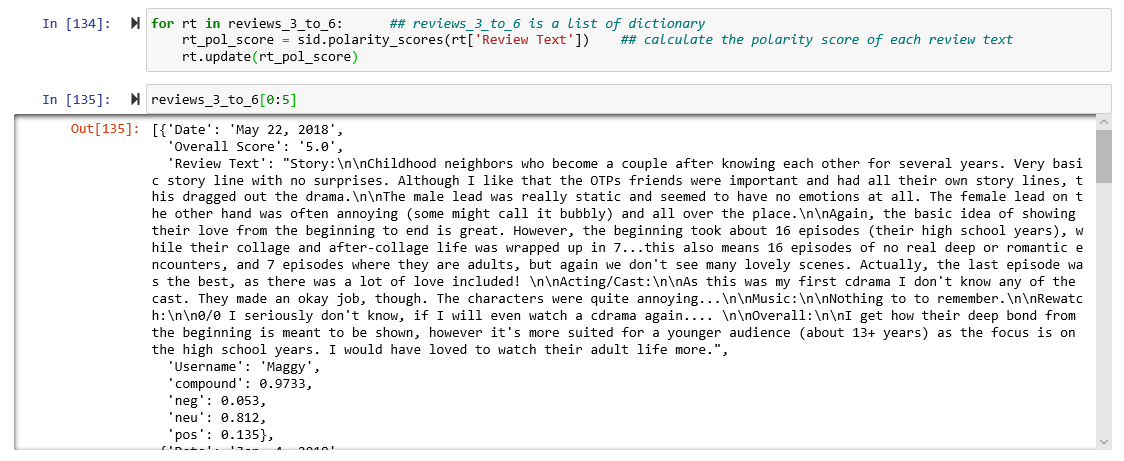 In [134]: for rt in reviews_3_to_6: ## reviews_3_to_6 is a list of dictionary
rt_pol_score = sid.polarity_scores(rt['Review Text']) ## calculate the polarity score of each review text
rt.update(rt_pol_score)
In [135]: reviews_3_to_6[0:5]
Out[135]: [{'Date': 'May 22, 2018',
'Overall Score': '5.0',
'Review Text': "Story:\n\nChildhood neighbors who become a couple after knowing each other for several years. Very basi
c story line with no surprises. Although I like that the OTPs friends were important and had all their own story lines, t
his dragged out the drama.\n\nThe male lead was really static and seemed to have no emotions at all. The female lead on t
he other hand was often annoying (some might call it bubbly) and all over the place.\n\nAgain, the basic idea of showing
their love from the beginning to end is great. However, the beginning took about 16 episodes (their high school years), w
hile their collage and after-collage life was wrapped up in 7...this also means 16 episodes of no real deep or romantic e
ncounters, and 7 episodes where they are adults, but again we don't see many lovely scenes. Actually, the last episode wa
s the best, as there was a lot of love included! \n\nActing/Cast:\n\nAs this was my first cdrama I don't know any of the
cast. They made an okay job, though. The characters were quite annoying...\n\nMusic:\n\nNothing to to remember.\n\nRewatc
h:\n\n0/0 I seriously don't know, if I will even watch a cdrama again.... \n\nOverall:\n\nI get how their deep bond from
the beginning is meant to be shown, however it's more suited for a younger audience (about 13+ years) as the focus is on
the high school years. I would have loved to watch their adult life more.",
'Username': 'Maggy',
'compound': 0.9733,
'neg': 0.053,
'neu': 0.812,
'pos': 0.135},
{'Date': 'Jan 4, 2018',